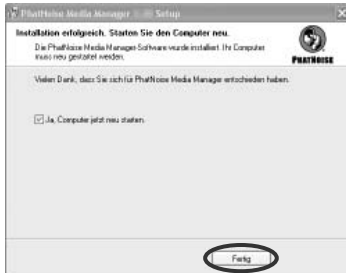 PhatNoise Media Manager Setup
Installation erfolgreich. Starten Sie den Computer neu.
Die PhatNoise Media Manager-Software wurde installiert. Ihr Computer
muss neu gestartet werden.
PHATNOISE
Vielen Dank, dass Sie sich für PhatNoise Media Manager entschieden haben.
Ja, Computer jetzt neu starten.
Fertig